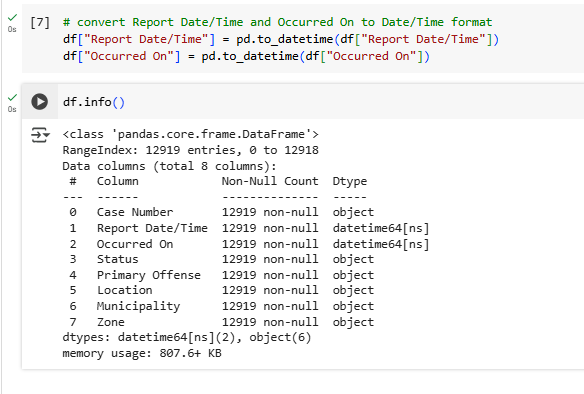 [7] # convert Report Date/Time and Occurred On to Date/Time format
0s df["Report Date/Time"] = pd.to_datetime(df["Report Date/Time"])
df["Occurred On"] = pd.to_datetime(df["Occurred On"])
df.info()
0s
<class 'pandas.core.frame.DataFrame'>
RangeIndex: 12919 entries, 0 to 12918
Data columns (total 8 columns):
 #   Column            Non-Null Count  Dtype
---  ------            --------------  -----
 0   Case Number       12919 non-null  object
 1   Report Date/Time  12919 non-null  datetime64[ns]
 2   Occurred On       12919 non-null  datetime64[ns]
 3   Status            12919 non-null  object
 4   Primary Offense   12919 non-null  object
 5   Location          12919 non-null  object
 6   Municipality      12919 non-null  object
 7   Zone              12919 non-null  object
dtypes: datetime64[ns](2), object(6)
memory usage: 807.6+ KB